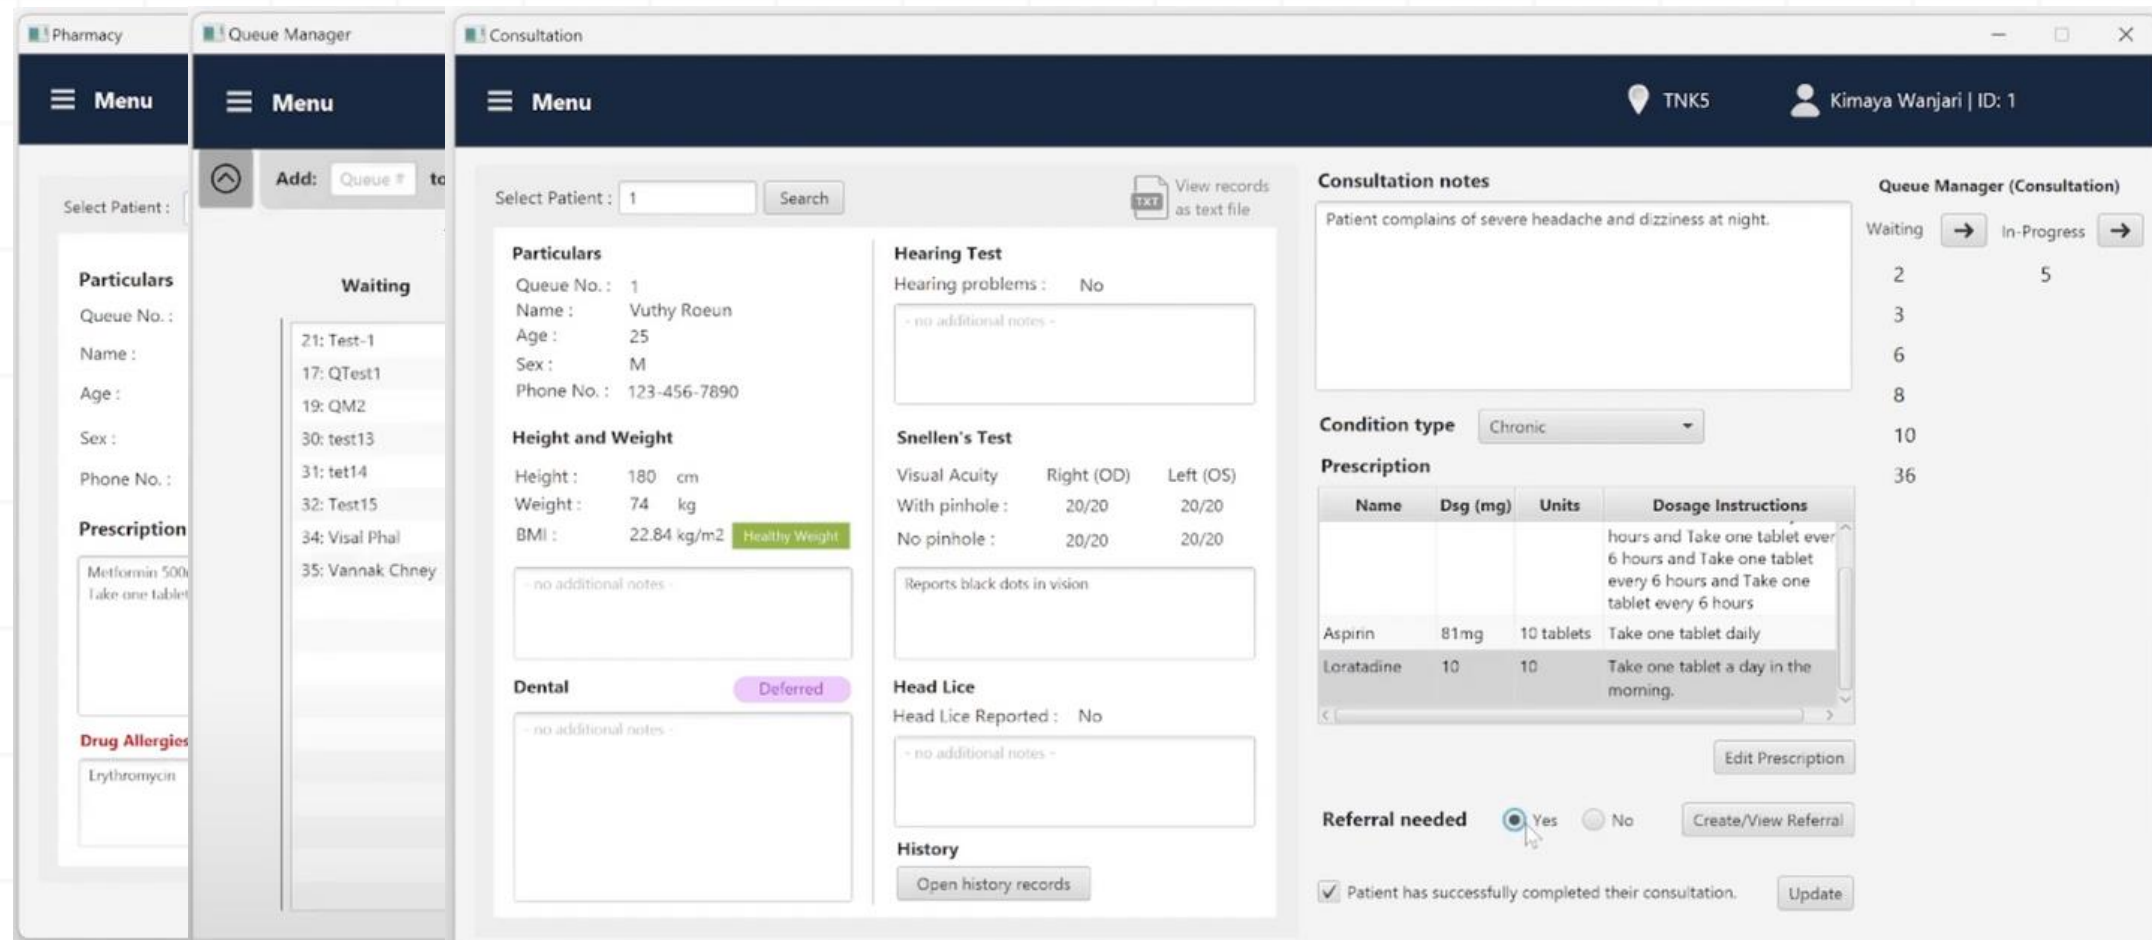 Pharmacy
Menu
Select Patient :
Particulars
Queue No. :
Name :
Age :
Sex :
Phone No. :
Prescription
Metformin 500
Take one tablet
Drug Allergies
Erythromycin
Queue Manager
Menu
Add: Queue # to
Waiting
21: Test-1
17: QTest1
19: QM2
30: test13
31: tet14
32: Test15
34: Visal Phal
35: Vannak Chney
Consultation
Menu
TNK5
Kimaya Wanjari | ID: 1
Select Patient : 1 Search
TXT
View records
as text file
Particulars
Queue No. : 1
Name : Vuthy Roeun
Age : 25
Sex : M
Phone No. : 123-456-7890
Height and Weight
Height : 180 cm
Weight : 74 kg
BMI : 22.84 kg/m2 Healthy Weight
- no additional notes -
Dental Deferred
- no additional notes -
Hearing Test
Hearing problems : No
- no additional notes -
Snellen's Test
Visual Acuity Right (OD) Left (OS)
With pinhole : 20/20 20/20
No pinhole : 20/20 20/20
Reports black dots in vision
Head Lice
Head Lice Reported : No
- no additional notes -
History
Open history records
Consultation notes
Patient complains of severe headache and dizziness at night.
Condition type Chronic
Prescription
Name Dsg (mg) Units Dosage Instructions
hours and Take one tablet ever
6 hours and Take one tablet
every 6 hours and Take one
tablet every 6 hours
Aspirin 81mg 10 tablets Take one tablet daily
Loratadine 10 10 Take one tablet a day in the
morning.
Edit Prescription
Referral needed Yes No Create/View Referral
Patient has successfully completed their consultation. Update
Queue Manager (Consultation)
Waiting In-Progress
2 5
3
6
8
10
36